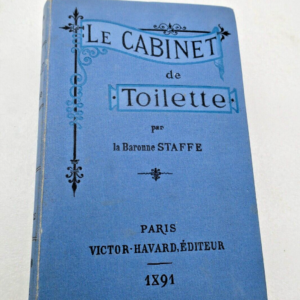 LE CABINET
de
Toilette
par
la Baronne STAFFE
PARIS
VICTOR-HAVARD, ÉDITEUR
1891